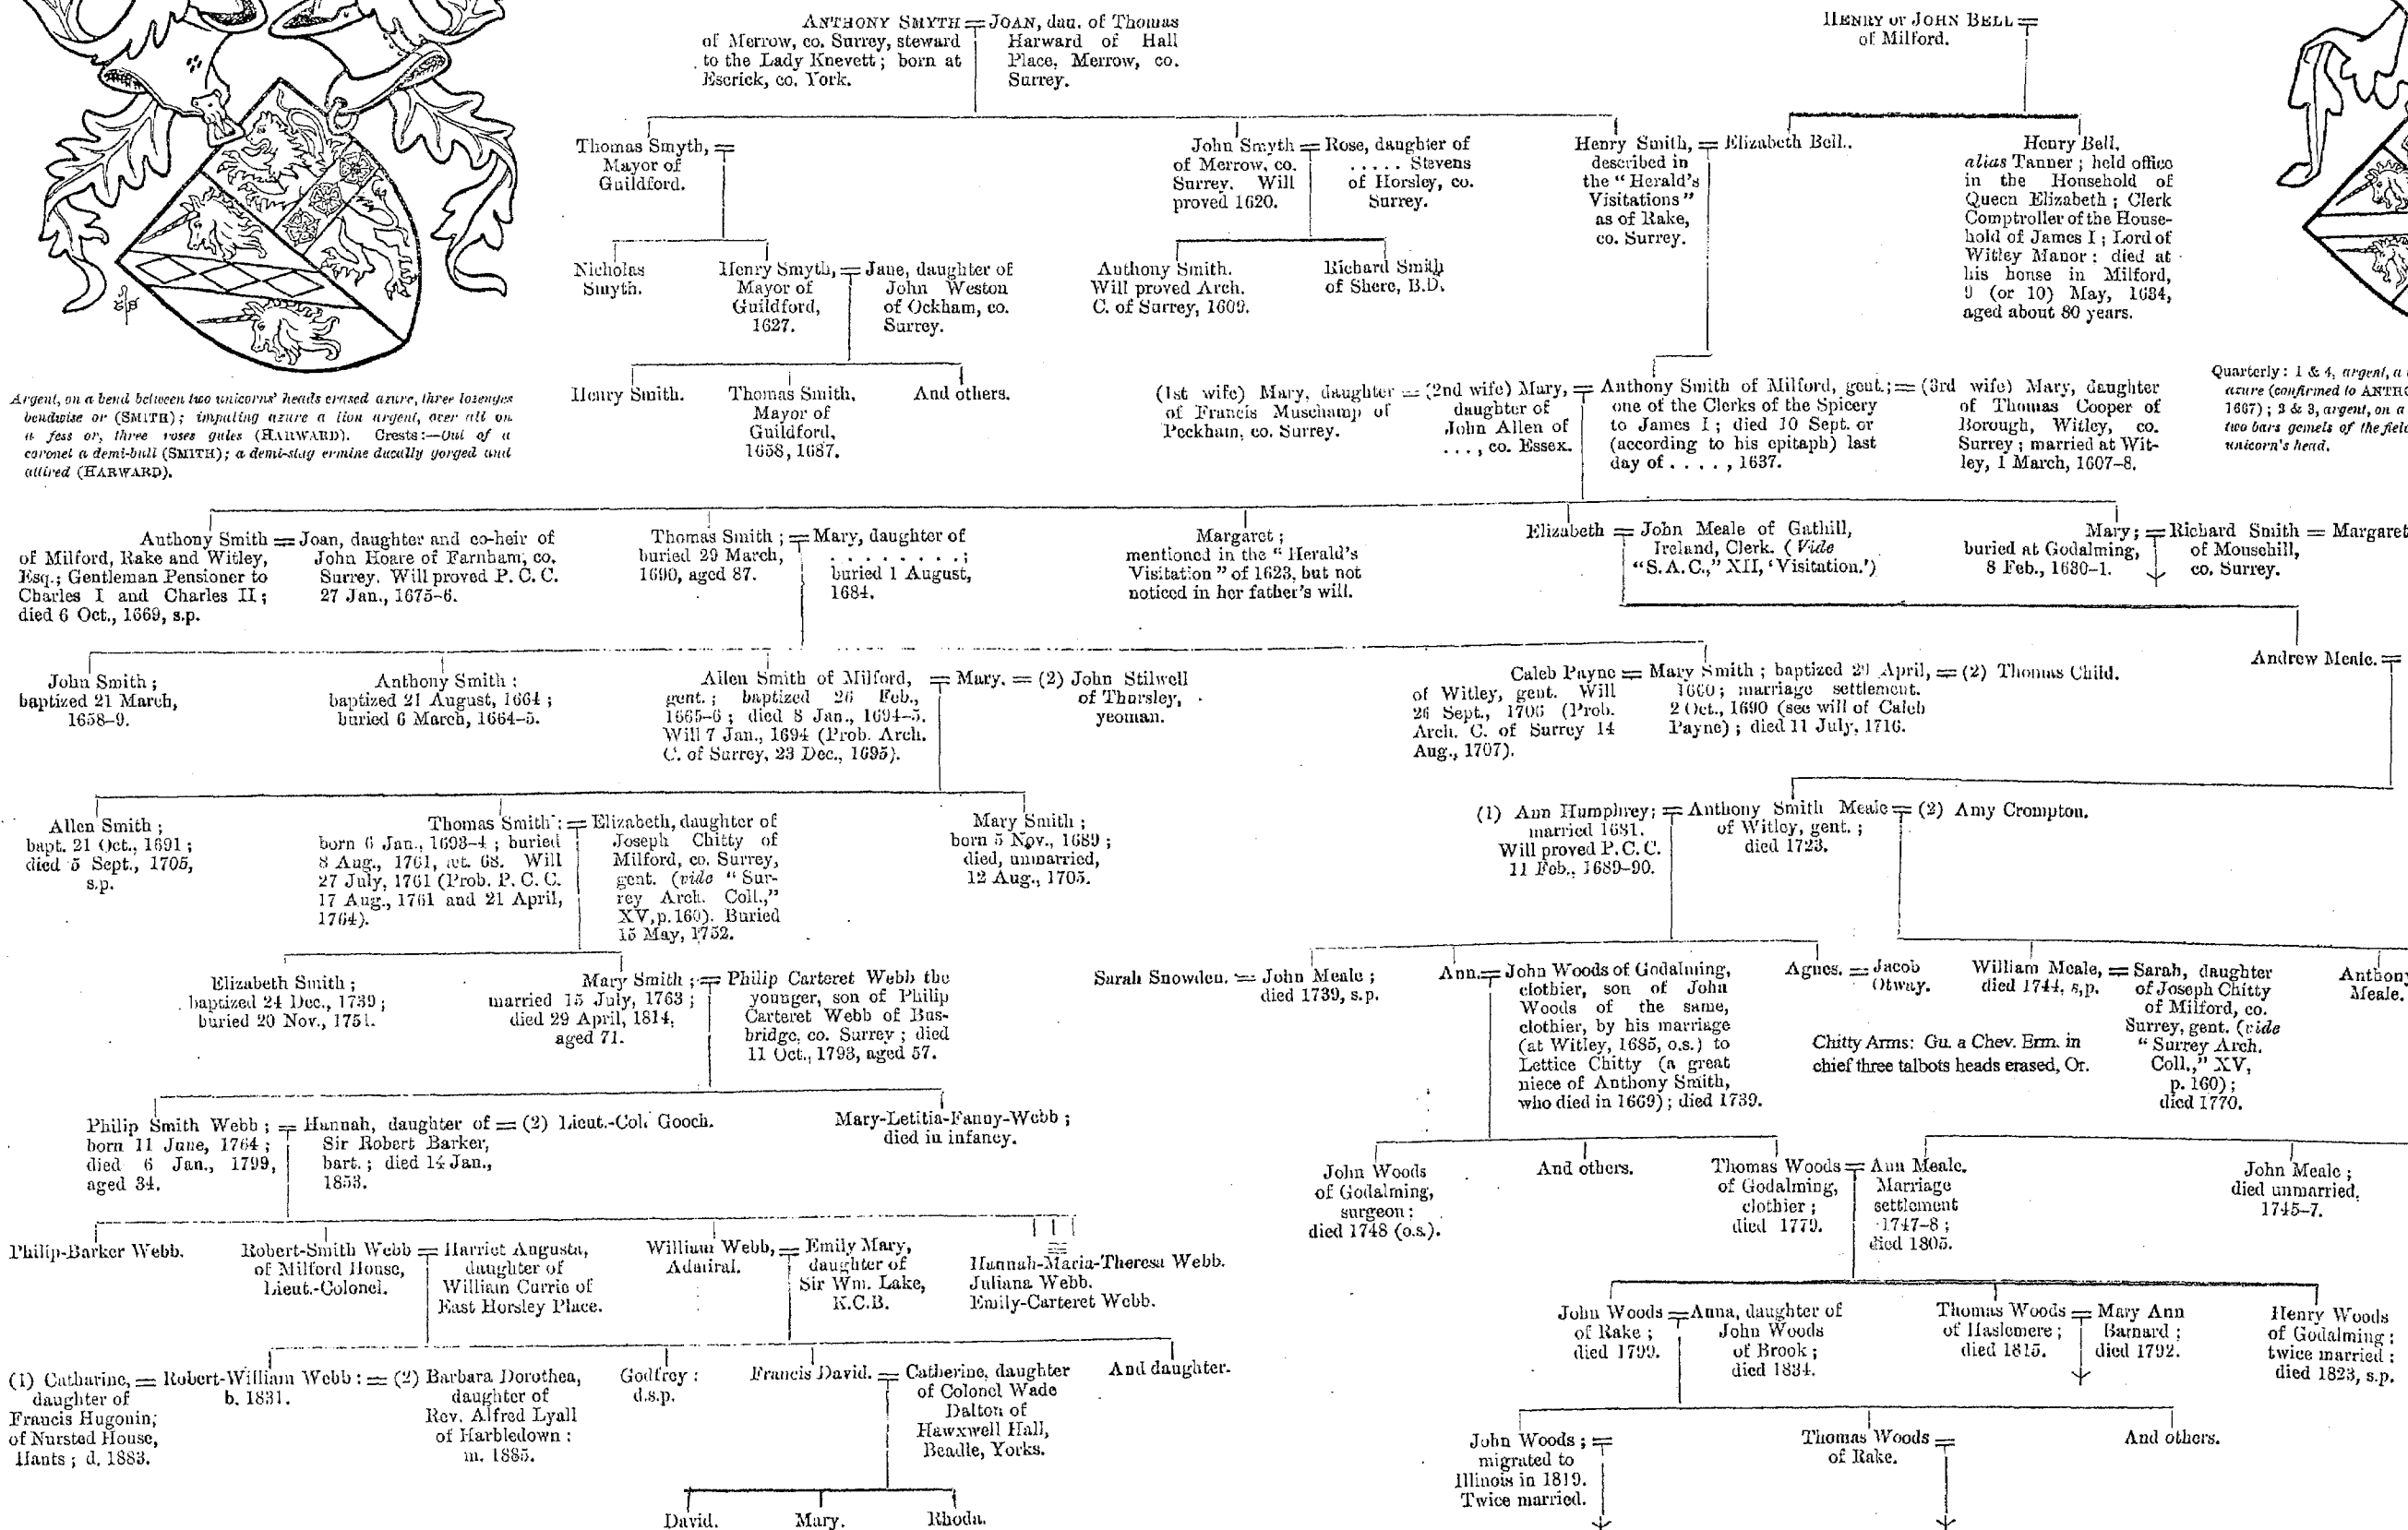 ANTHONY SMYTH = JOAN, dau. of Thomas
of Merrow, co. Surrey, steward
to the Lady Knevett; born at
Escrick, co. York.
Harward of Hall
Place, Merrow, co.
Surrey.
HENRY or JOHN BELL =
of Milford.
Thomas Smyth, =
Mayor of
Guildford.
John Smyth = Rose, daughter of
of Merrow, co.
Surrey. Will
proved 1620.
. . . . . Stevens
of Horsley, co.
Surrey.
Henry Smith, = Elizabeth Bell.
described in
the "Herald's
Visitations"
as of Rake,
co. Surrey.
Henry Bell,
alias Tanner; held office
in the Household of
Queen Elizabeth; Clerk
Comptroller of the House-
hold of James I; Lord of
Witley Manor: died at
his house in Milford,
9 (or 10) May, 1634,
aged about 80 years.
Nicholas
Smyth.
Henry Smyth, = Jane, daughter of
Mayor of
Guildford,
1627.
John Weston
of Ockham, co.
Surrey.
Anthony Smith.
Will proved Arch.
C. of Surrey, 1609.
Richard Smith
of Shere, B.D.
Argent, on a bend between two unicorns' heads erased azure, three lozenges
bendwise or (SMITH); impaling azure a lion argent, over all on
a fess or, three roses gules (HARWARD). Crests:—Out of a
coronel a demi-bull (SMITH); a demi-stag ermine ducally gorged and
attired (HARWARD).
Henry Smith.
Thomas Smith,
Mayor of
Guildford,
1658, 1687.
And others.
(1st wife) Mary, daughter = (2nd wife) Mary, = Anthony Smith of Milford, gent.; = (3rd wife) Mary, daughter
of Francis Muschamp of
Peckham, co. Surrey.
daughter of
John Allen of
. . ., co. Essex.
one of the Clerks of the Spicery
to James I; died 10 Sept. or
(according to his epitaph) last
day of . . . . , 1637.
of Thomas Cooper of
Borough, Witley, co.
Surrey; married at Wit-
ley, 1 March, 1607–8.
Quarterly: 1 & 4, argent, a
azure (confirmed to ANTHO
1667); 2 & 3, argent, on a
two bars gemels of the field
unicorn's head.
Anthony Smith = Joan, daughter and co-heir of
of Milford, Rake and Witley,
Esq.; Gentleman Pensioner to
Charles I and Charles II;
died 6 Oct., 1669, s.p.
John Hoare of Farnham, co.
Surrey. Will proved P. C. C.
27 Jan., 1675–6.
Thomas Smith; = Mary, daughter of
buried 29 March,
1690, aged 87.
. . . . . . . ;
buried 1 August,
1684.
Margaret;
mentioned in the "Herald's
Visitation" of 1623, but not
noticed in her father's will.
Elizabeth = John Meale of Gathill,
Ireland, Clerk. (Vide
"S.A.C.," XII, 'Visitation.')
Mary; = Richard Smith = Margaret
buried at Godalming,
8 Feb., 1680–1.
of Mousehill,
co. Surrey.
John Smith;
baptized 21 March,
1658–9.
Anthony Smith:
baptized 21 August, 1664;
buried 6 March, 1664–5.
Allen Smith of Milford, = Mary. = (2) John Stilwell
gent.; baptized 26 Feb.,
1665–6; died 8 Jan., 1694–5.
Will 7 Jan., 1694 (Prob. Arch.
C. of Surrey, 23 Dec., 1695).
of Thursley,
yeoman.
Caleb Payne = Mary Smith; baptized 29 April, = (2) Thomas Child.
of Witley, gent. Will
26 Sept., 1706 (Prob.
Arch. C. of Surrey 14
Aug., 1707).
1660; marriage settlement.
2 Oct., 1690 (see will of Caleb
Payne); died 11 July, 1716.
Andrew Meale. =
Allen Smith;
bapt. 21 Oct., 1691;
died 5 Sept., 1705,
s.p.
Thomas Smith: = Elizabeth, daughter of
born 6 Jan., 1693–4; buried
8 Aug., 1761, æt. 68. Will
27 July, 1761 (Prob. P. C. C.
17 Aug., 1761 and 21 April,
1764).
Joseph Chitty of
Milford, co. Surrey,
gent. (vide "Sur-
rey Arch. Coll.,"
XV, p. 160). Buried
15 May, 1752.
Mary Smith;
born 5 Nov., 1689;
died, unmarried,
12 Aug., 1705.
(1) Ann Humphrey; = Anthony Smith Meale = (2) Amy Crompton.
married 1681.
Will proved P. C. C.
11 Feb., 1689–90.
of Witley, gent.;
died 1723.
Elizabeth Smith;
baptized 24 Dec., 1739;
buried 20 Nov., 1751.
Mary Smith; = Philip Carteret Webb the
married 15 July, 1763;
died 29 April, 1814,
aged 71.
younger, son of Philip
Carteret Webb of Bus-
bridge, co. Surrey; died
11 Oct., 1793, aged 57.
Sarah Snowden. = John Meale;
died 1739, s.p.
Ann. = John Woods of Godalming,
clothier, son of John
Woods of the same,
clothier, by his marriage
(at Witley, 1685, o.s.) to
Lettice Chitty (a great
niece of Anthony Smith,
who died in 1669); died 1739.
Agnes. = Jacob
Otway.
William Meale, = Sarah, daughter
died 1744, s.p.
of Joseph Chitty
of Milford, co.
Surrey, gent. (vide
"Surrey Arch.
Coll.," XV,
p. 160);
died 1770.
Anthony
Meale.
Chitty Arms: Gu. a Chev. Erm. in
chief three talbots heads erased, Or.
Philip Smith Webb; = Hannah, daughter of = (2) Lieut.-Col. Gooch.
born 11 June, 1764;
died 6 Jan., 1799,
aged 34.
Sir Robert Barker,
bart.; died 14 Jan.,
1853.
Mary-Letitia-Fanny-Webb;
died in infancy.
John Woods
of Godalming,
surgeon:
died 1748 (o.s.).
And others.
Thomas Woods = Ann Meale.
of Godalming,
clothier;
died 1779.
Marriage
settlement
1747–8;
died 1805.
John Meale;
died unmarried,
1745–7.
Philip-Barker Webb.
Robert-Smith Webb = Harriet Augusta,
of Milford House,
Lieut.-Colonel.
daughter of
William Currie of
East Horsley Place.
William Webb, = Emily Mary,
Admiral.
daughter of
Sir Wm. Lake,
K.C.B.
Hannah-Maria-Theresa Webb.
Juliana Webb.
Emily-Carteret Webb.
John Woods = Anna, daughter of
of Rake;
died 1799.
John Woods
of Brook;
died 1834.
Thomas Woods = Mary Ann
of Haslemere;
died 1815.
Barnard;
died 1792.
Henry Woods
of Godalming:
twice married:
died 1823, s.p.
(1) Catharine, = Robert-William Webb: = (2) Barbara Dorothea,
daughter of
Francis Hugonin;
of Nursted House,
Hants; d. 1883.
b. 1831.
daughter of
Rev. Alfred Lyall
of Harbledown:
m. 1885.
Godfrey:
d.s.p.
Francis David. = Catherine, daughter
of Colonel Wade
Dalton of
Hawxwell Hall,
Beadle, Yorks.
And daughter.
John Woods; =
migrated to
Illinois in 1819.
Twice married.
Thomas Woods =
of Rake.
And others.
David.
Mary.
Rhoda.